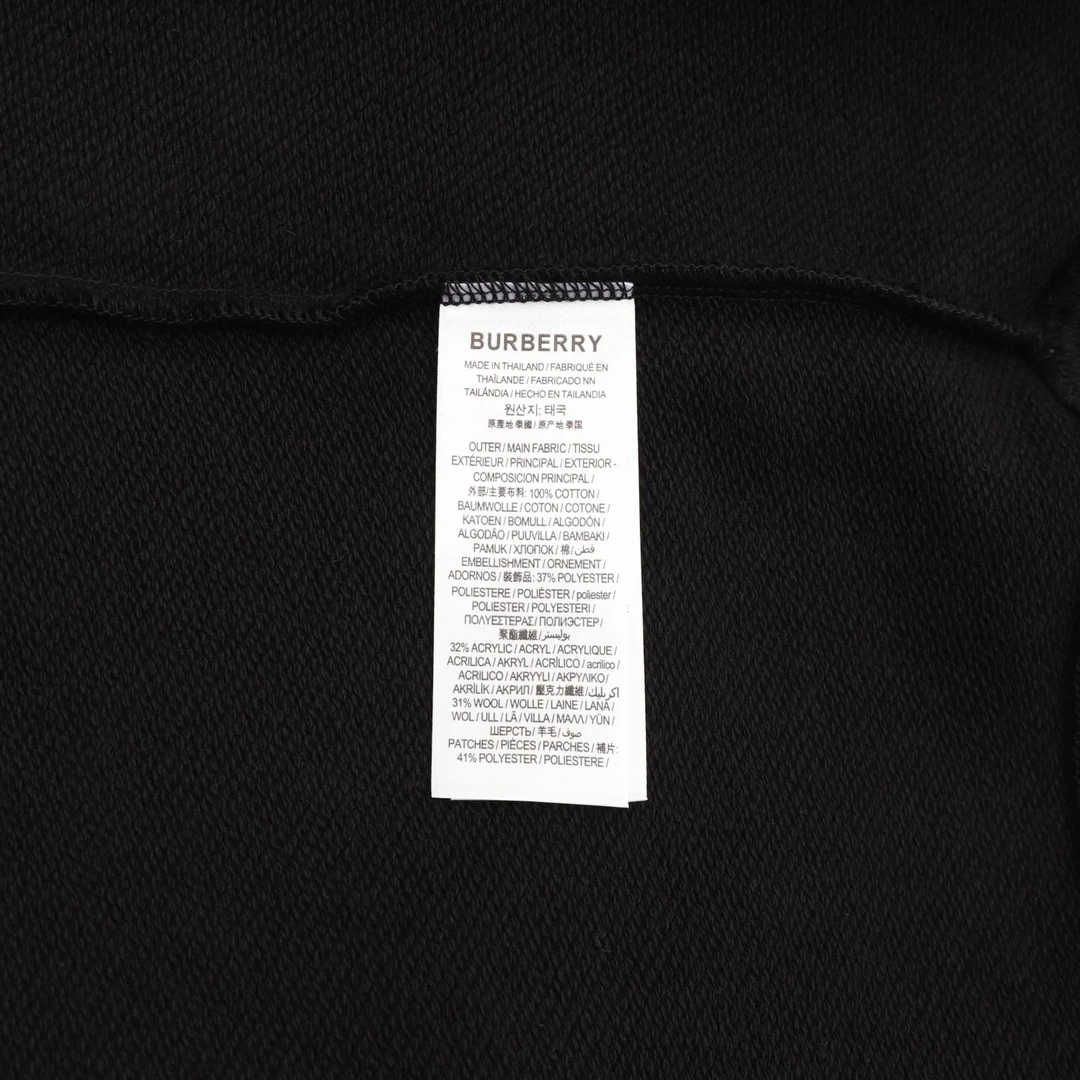 BURBERRY
MADE IN THAILAND / FABRIQUÉ EN
THAÏLANDE / FABRICADO NN
TAILÂNDIA / HECHO EN TAILANDIA
원산지: 태국
原產地 泰國 / 原产地 泰国
OUTER / MAIN FABRIC / TISSU
EXTÉRIEUR / PRINCIPAL / EXTERIOR -
COMPOSICION PRINCIPAL /
外部/主要布料: 100% COTTON /
BAUMWOLLE / COTON / COTONE /
KATOEN / BOMULL / ALGODÓN /
ALGODÃO / PUUVILLA / BAMBAKI /
PAMUK / ХЛОПОК / 棉 / قطن /
EMBELLISHMENT / ORNEMENT /
ADORNOS / 裝飾品: 37% POLYESTER /
POLIESTERE / POLIÉSTER / poliester /
POLIESTER / POLYESTERI /
ΠΟΛΥΕΣΤΕΡΑΣ / ПОЛИЭСТЕР /
聚酯纖維 / بوليستر /
32% ACRYLIC / ACRYL / ACRYLIQUE /
ACRILICA / AKRYL / ACRÍLICO / acrilico /
ACRILICO / AKRYYLI / ΑΚΡΥΛΙΚΟ /
AKRİLİK / АКРИЛ / 壓克力纖維 / اكريليك /
31% WOOL / WOLLE / LAINE / LANA /
WOL / ULL / LÃ / VILLA / ΜΑΛΛΙ / YÜN /
ШЕРСТЬ / 羊毛 / صوف /
PATCHES / PIÈCES / PARCHES / 補片:
41% POLYESTER / POLIESTERE /